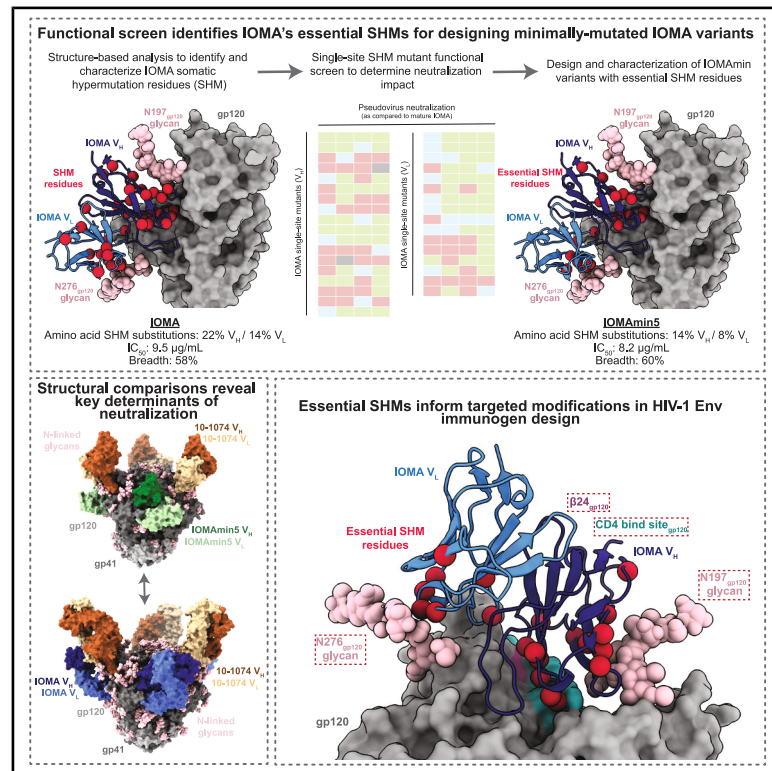 Functional screen identifies IOMA's essential SHMs for designing minimally-mutated IOMA variants
Structure-based analysis to identify and
characterize IOMA somatic
hypermutation residues (SHM)
Single-site SHM mutant functional
screen to determine neutralization
impact
Design and characterization of IOMAmin
variants with essential SHM residues
N197gp120
glycan
gp120
IOMA VH
SHM
residues
IOMA VL
N276gp120
glycan
IOMA
Amino acid SHM substitutions: 22% VH / 14% VL
IC50: 9.5 µg/mL
Breadth: 58%
Pseudovirus neutralization
(as compared to mature IOMA)
IOMA single-site mutants (VH)
IOMA single-site mutants (VL)
N197gp120
glycan
gp120
IOMA VH
Essential SHM
residues
IOMA VL
N276gp120
glycan
IOMAmin5
Amino acid SHM substitutions: 14% VH / 8% VL
IC50: 8.2 µg/mL
Breadth: 60%
Structural comparisons reveal
key determinants of
neutralization
N-linked
glycans
10-1074 VH
10-1074 VL
gp120
IOMAmin5 VH
IOMAmin5 VL
gp41
IOMA VH
IOMA VL
10-1074 VH
10-1074 VL
gp120
N-linked
glycans
gp41
Essential SHMs inform targeted modifications in HIV-1 Env
immunogen design
IOMA VL
β24gp120
CD4 bind sitegp120
Essential SHM
residues
IOMA VH
N197gp120
glycan
N276gp120
glycan
gp120